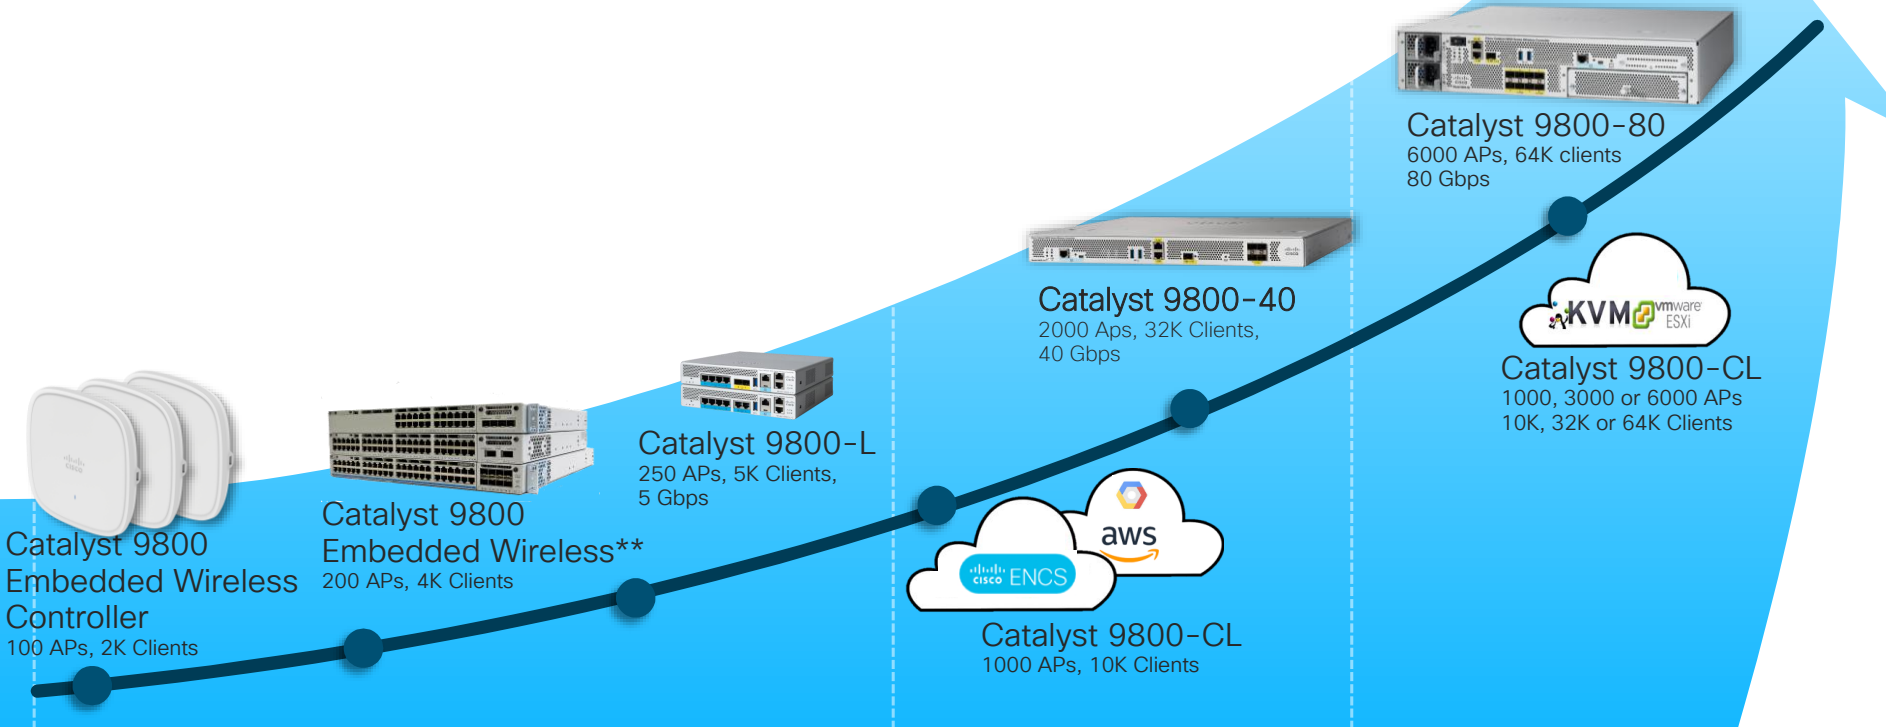 Catalyst 9800
Embedded Wireless
Controller
100 APs, 2K Clients
Catalyst 9800
Embedded Wireless**
200 APs, 4K Clients
Catalyst 9800-L
250 APs, 5K Clients,
5 Gbps
aws
cisco ENCS
Catalyst 9800-CL
1000 APs, 10K Clients
Catalyst 9800-40
2000 Aps, 32K Clients,
40 Gbps
Catalyst 9800-80
6000 APs, 64K clients
80 Gbps
KVM vmware
ESXi
Catalyst 9800-CL
1000, 3000 or 6000 APs
10K, 32K or 64K Clients